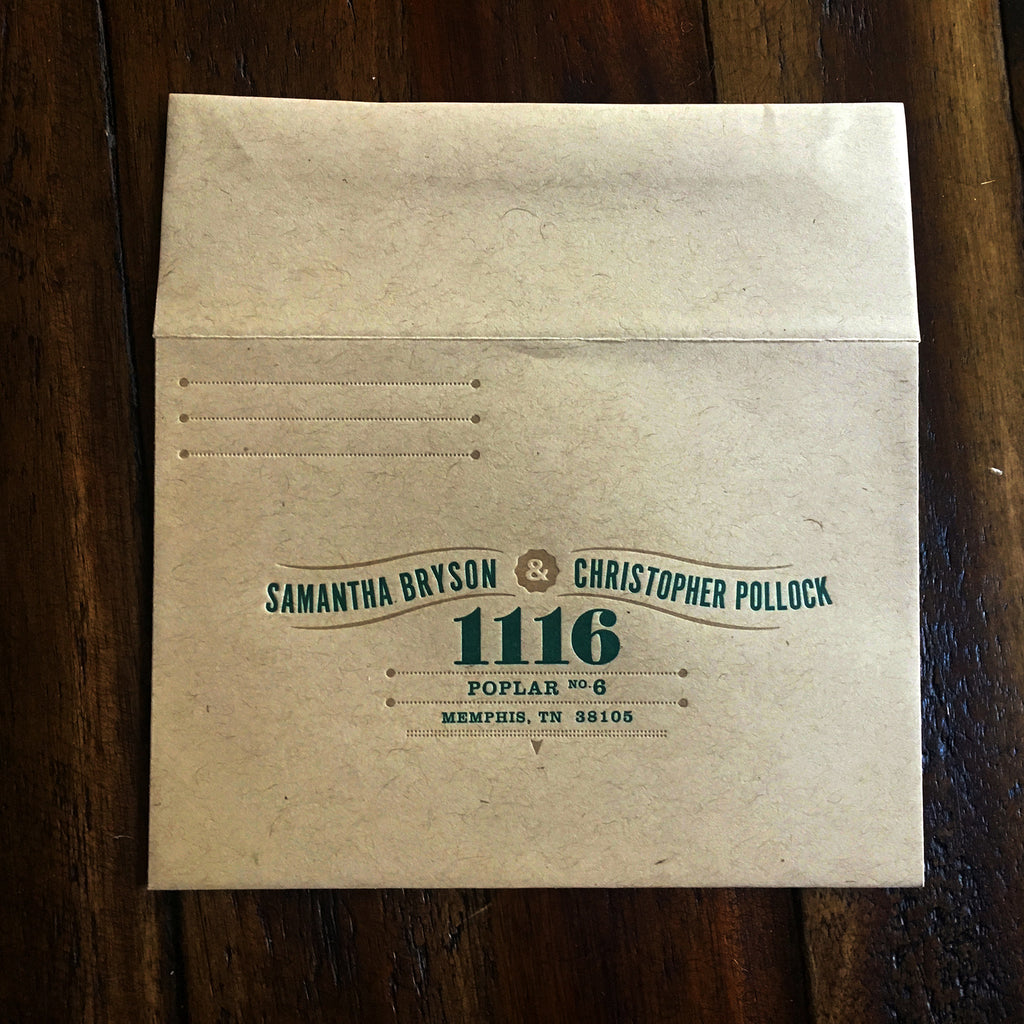 SAMANTHA BRYSON & CHRISTOPHER POLLOCK
1116
POPLAR NO. 6
MEMPHIS, TN 38105